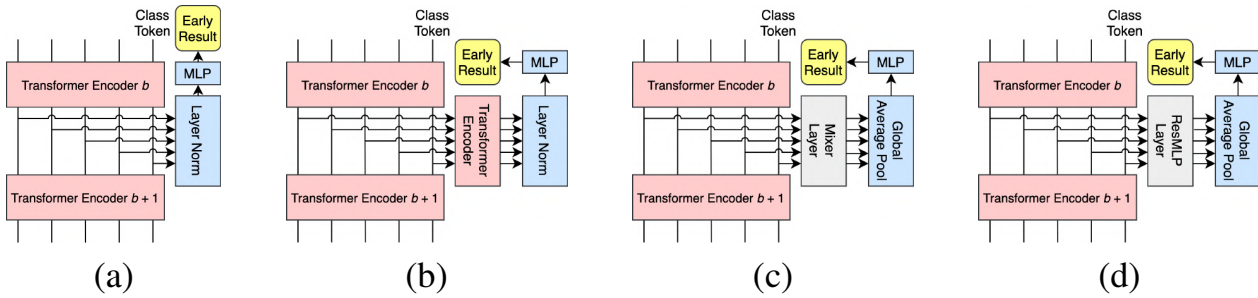 Class
Token
Early
Result
Transformer Encoder b
MLP
Layer Norm
Transformer Encoder b + 1
(a)
Class
Token
Early
Result
MLP
Transformer Encoder b
Transformer
Encoder
Layer Norm
Transformer Encoder b + 1
(b)
Class
Token
Early
Result
MLP
Transformer Encoder b
Mixer
Layer
Global
Average Pool
Transformer Encoder b + 1
(c)
Class
Token
Early
Result
MLP
Transformer Encoder b
ResMLP
Layer
Global
Average Pool
Transformer Encoder b + 1
(d)